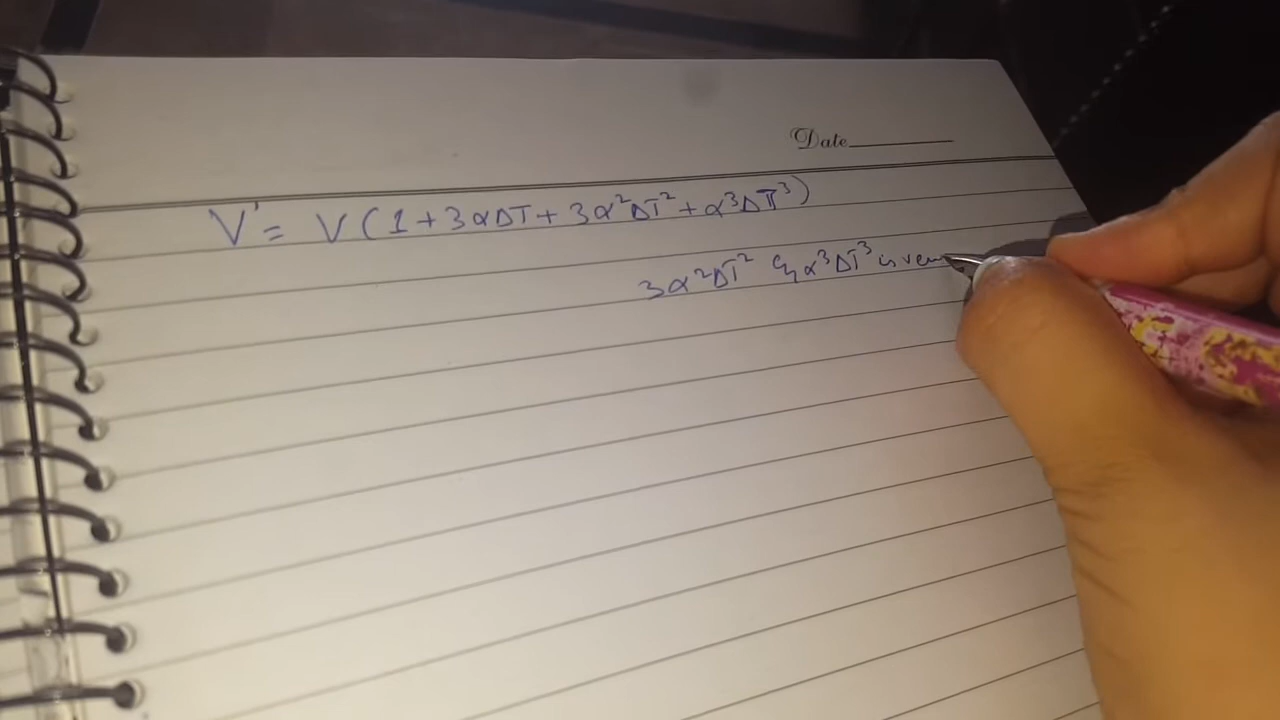 Date
V' = V(1+3αΔT+3α²ΔT²+α³ΔT³)
3α²ΔT² & α³ΔT³ is very